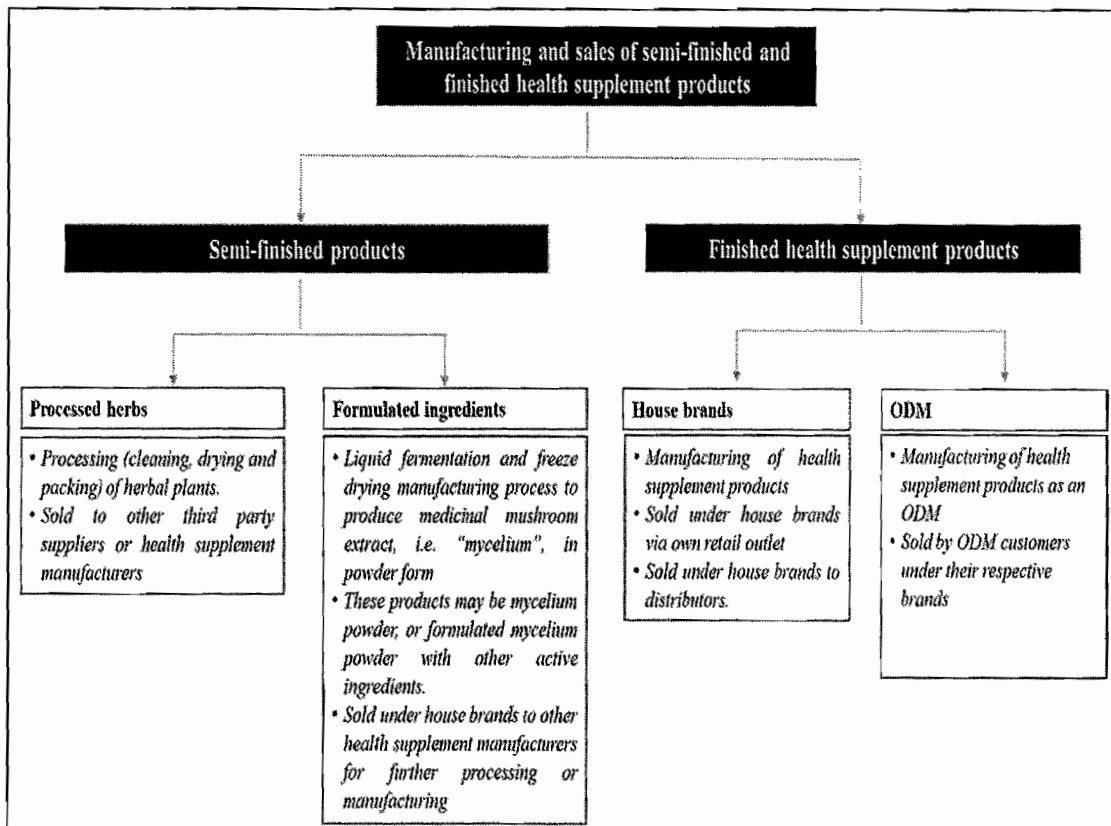 Manufacturing and sales of semi-finished and
finished health supplement products
Semi-finished products
Finished health supplement products
Processed herbs
• Processing (cleaning, drying and
packing) of herbal plants.
• Sold to other third party
suppliers or health supplement
manufacturers
Formulated ingredients
• Liquid fermentation and freeze
drying manufacturing process to
produce medicinal mushroom
extract, i.e. “mycelium”, in
powder form
• These products may be mycelium
powder, or formulated mycelium
powder with other active
ingredients.
• Sold under house brands to other
health supplement manufacturers
for further processing or
manufacturing
House brands
• Manufacturing of health
supplement products
• Sold under house brands
via own retail outlet
• Sold under house brands to
distributors.
ODM
• Manufacturing of health
supplement products as an
ODM
• Sold by ODM customers
under their respective
brands